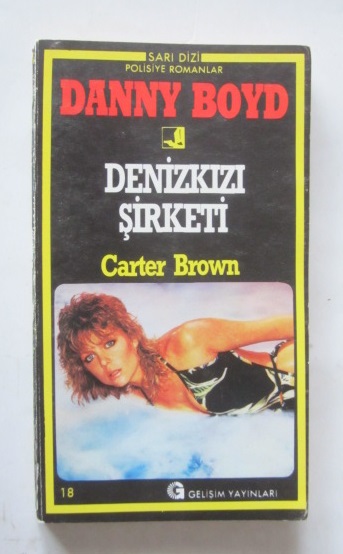 SARI DİZİ
POLİSİYE ROMANLAR
DANNY BOYD
DENİZKIZI
ŞİRKETİ
Carter Brown
18
G GELİŞİM YAYINLARI